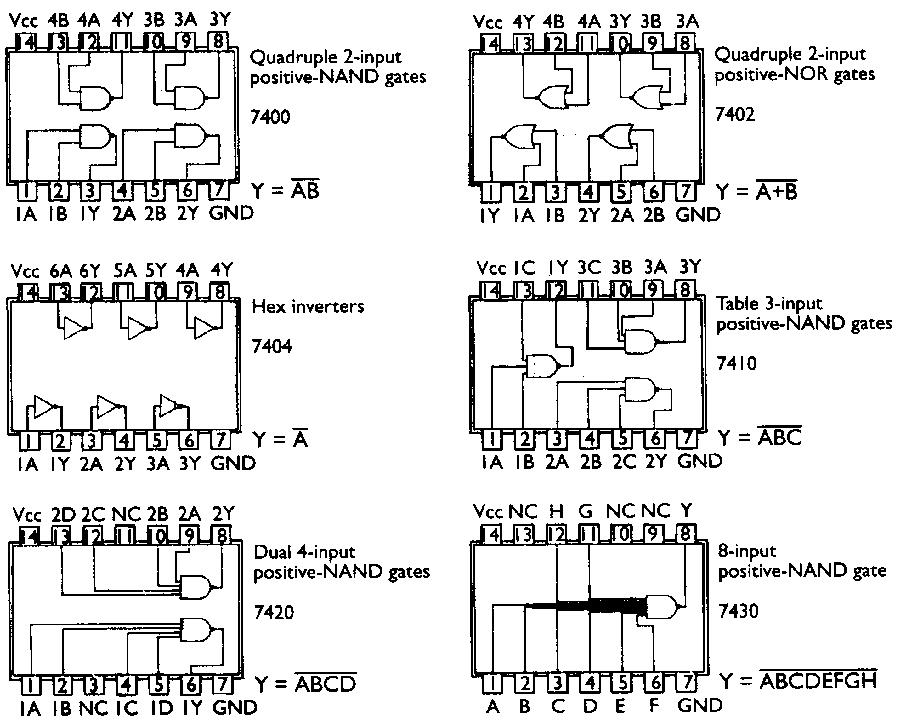 Vcc 4B 4A 4Y 3B 3A 3Y
14 13 12 11 10 9 8
Quadruple 2-input
positive-NAND gates
7400
Y = A̅B̅
1 2 3 4 5 6 7
1A 1B 1Y 2A 2B 2Y GND
Vcc 4Y 4B 4A 3Y 3B 3A
14 13 12 11 10 9 8
Quadruple 2-input
positive-NOR gates
7402
Y = A̅+̅B̅
1 2 3 4 5 6 7
1Y 1A 1B 2Y 2A 2B GND
Vcc 6A 6Y 5A 5Y 4A 4Y
14 13 12 11 10 9 8
Hex inverters
7404
Y = A̅
1 2 3 4 5 6 7
1A 1Y 2A 2Y 3A 3Y GND
Vcc 1C 1Y 3C 3B 3A 3Y
14 13 12 11 10 9 8
Table 3-input
positive-NAND gates
7410
Y = A̅B̅C̅
1 2 3 4 5 6 7
1A 1B 2A 2B 2C 2Y GND
Vcc 2D 2C NC 2B 2A 2Y
14 13 12 11 10 9 8
Dual 4-input
positive-NAND gates
7420
Y = A̅B̅C̅D̅
1 2 3 4 5 6 7
1A 1B NC 1C 1D 1Y GND
Vcc NC H G NC NC Y
14 13 12 11 10 9 8
8-input
positive-NAND gate
7430
Y = A̅B̅C̅D̅E̅F̅G̅H̅
1 2 3 4 5 6 7
A B C D E F GND